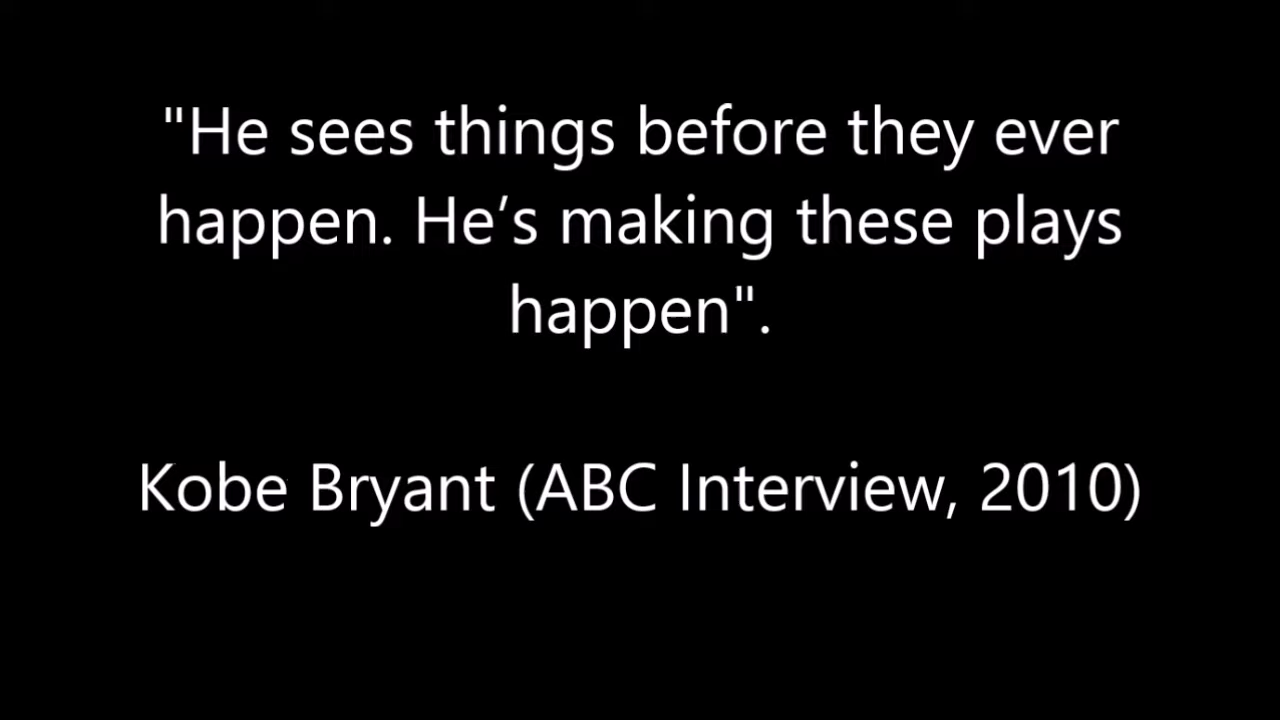 "He sees things before they ever
happen. He’s making these plays
happen".
Kobe Bryant (ABC Interview, 2010)